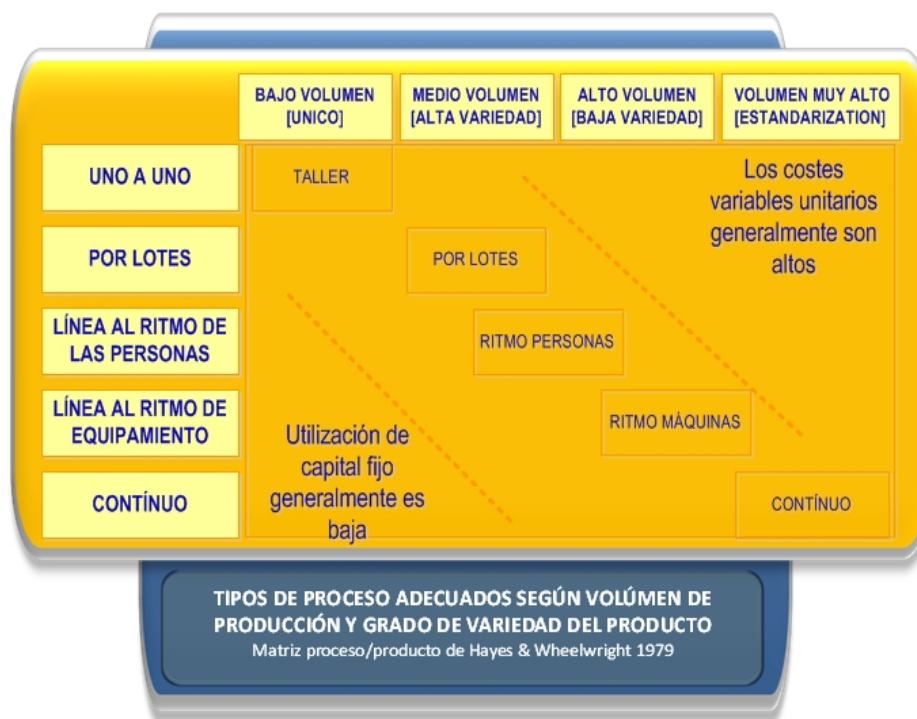 BAJO VOLUMEN
[UNICO]
MEDIO VOLUMEN
[ALTA VARIEDAD]
ALTO VOLUMEN
[BAJA VARIEDAD]
VOLUMEN MUY ALTO
[ESTANDARIZATION]
UNO A UNO
TALLER
Los costes
variables unitarios
generalmente son
altos
POR LOTES
POR LOTES
LÍNEA AL RITMO DE
LAS PERSONAS
RITMO PERSONAS
LÍNEA AL RITMO DE
EQUIPAMIENTO
RITMO MÁQUINAS
Utilización de
capital fijo
generalmente es
baja
CONTÍNUO
CONTÍNUO
TIPOS DE PROCESO ADECUADOS SEGÚN VOLÚMEN DE
PRODUCCIÓN Y GRADO DE VARIEDAD DEL PRODUCTO
Matriz proceso/producto de Hayes & Wheelwright 1979